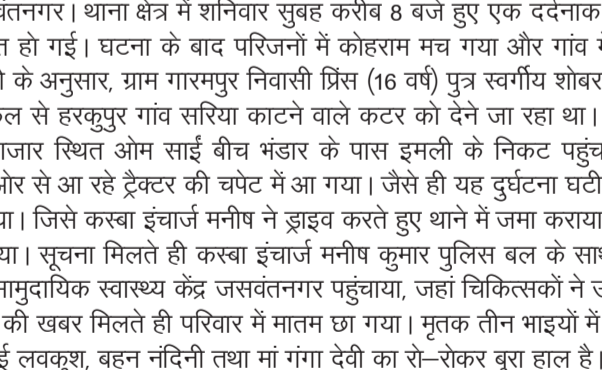 वंतनगर। थाना क्षेत्र में शनिवार सुबह करीब 8 बजे हुए एक दर्दनाक
त हो गई। घटना के बाद परिजनों में कोहराम मच गया और गांव
के अनुसार, ग्राम गारमपुर निवासी प्रिंस (16 वर्ष) पुत्र स्वर्गीय शोबर
ल से हरकुपुर गांव सरिया काटने वाले कटर को देने जा रहा था।
ाजार स्थित ओम साईं बीच भंडार के पास इमली के निकट पहुंच
ओर से आ रहे ट्रैक्टर की चपेट में आ गया। जैसे ही यह दुर्घटना घटी
या। जिसे कस्बा इंचार्ज मनीष ने ड्राइव करते हुए थाने में जमा कराया
या। सूचना मिलते ही कस्बा इंचार्ज मनीष कुमार पुलिस बल के साथ
ामुदायिक स्वास्थ्य केंद्र जसवंतनगर पहुंचाया, जहां चिकित्सकों ने
की खबर मिलते ही परिवार में मातम छा गया। मृतक तीन भाइयों में
ई लवकुश, बहन नंदिनी तथा मां गंगा देवी का रो–रोकर बुरा हाल है।